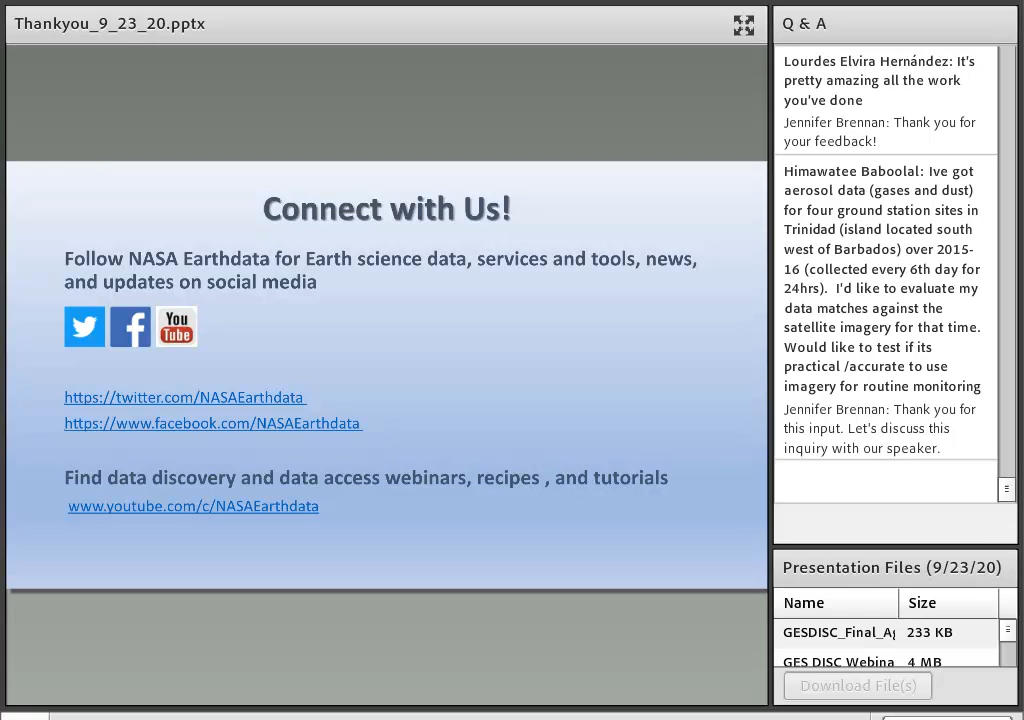 Thankyou_9_23_20.pptx
Connect with Us!
Follow NASA Earthdata for Earth science data, services and tools, news,
and updates on social media
You
Tube
https://twitter.com/NASAEarthdata
https://www.facebook.com/NASAEarthdata
Find data discovery and data access webinars, recipes , and tutorials
www.youtube.com/c/NASAEarthdata
Q & A
Lourdes Elvira Hernández: It's
pretty amazing all the work
you've done
Jennifer Brennan: Thank you for
your feedback!
Himawatee Baboolal: Ive got
aerosol data (gases and dust)
for four ground station sites in
Trinidad (island located south
west of Barbados) over 2015-
16 (collected every 6th day for
24hrs). I'd like to evaluate my
data matches against the
satellite imagery for that time.
Would like to test if its
practical /accurate to use
imagery for routine monitoring
Jennifer Brennan: Thank you for
this input. Let's discuss this
inquiry with our speaker.
Presentation Files (9/23/20)
Name Size
GESDISC_Final_Ag 233 KB
GES DISC Webina 4 MB
Download File(s)